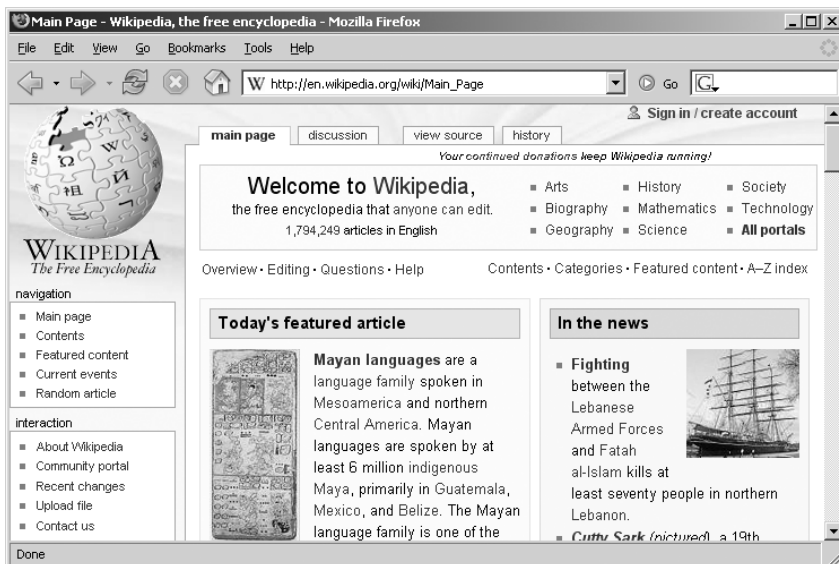 Main Page - Wikipedia, the free encyclopedia - Mozilla Firefox
File Edit View Go Bookmarks Tools Help
http://en.wikipedia.org/wiki/Main_Page Go
Sign in / create account
main page discussion view source history
Your continued donations keep Wikipedia running!
Welcome to Wikipedia,
the free encyclopedia that anyone can edit.
1,794,249 articles in English
Arts History Society
Biography Mathematics Technology
Geography Science All portals
WIKIPEDIA
The Free Encyclopedia
Overview · Editing · Questions · Help
Contents · Categories · Featured content · A–Z index
navigation
Main page
Contents
Featured content
Current events
Random article
interaction
About Wikipedia
Community portal
Recent changes
Upload file
Contact us
Today's featured article
Mayan languages are a
language family spoken in
Mesoamerica and northern
Central America. Mayan
languages are spoken by at
least 6 million indigenous
Maya, primarily in Guatemala,
Mexico, and Belize. The Mayan
language family is one of the
In the news
Fighting
between the
Lebanese
Armed Forces
and Fatah
al-Islam kills at
least seventy people in northern
Lebanon.
Cutty Sark (pictured), a 19th
Done